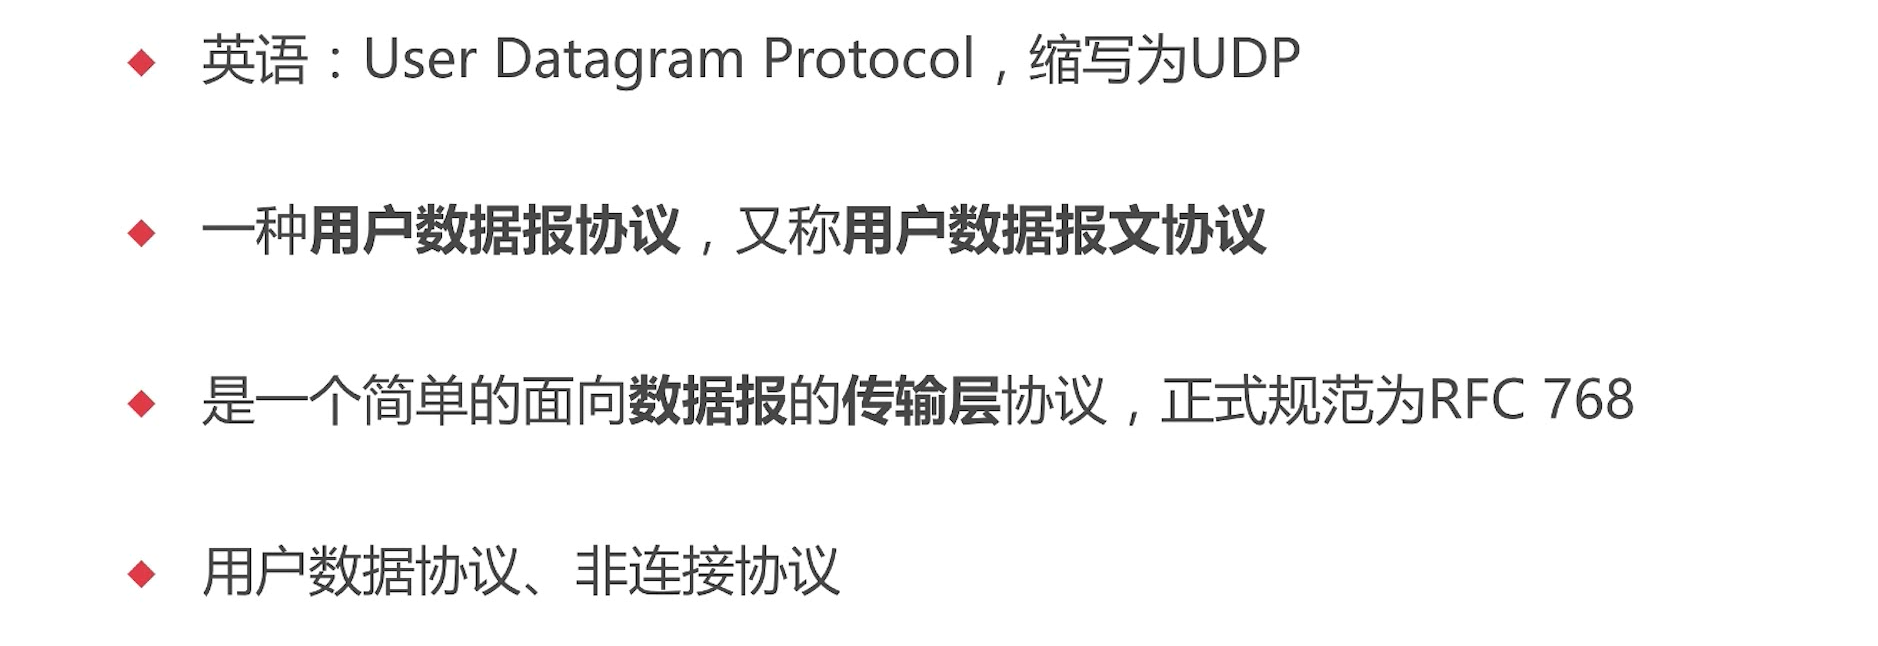 英语：User Datagram Protocol，缩写为UDP
一种用户数据报协议，又称用户数据报文协议
是一个简单的面向数据报的传输层协议，正式规范为RFC 768
用户数据协议、非连接协议